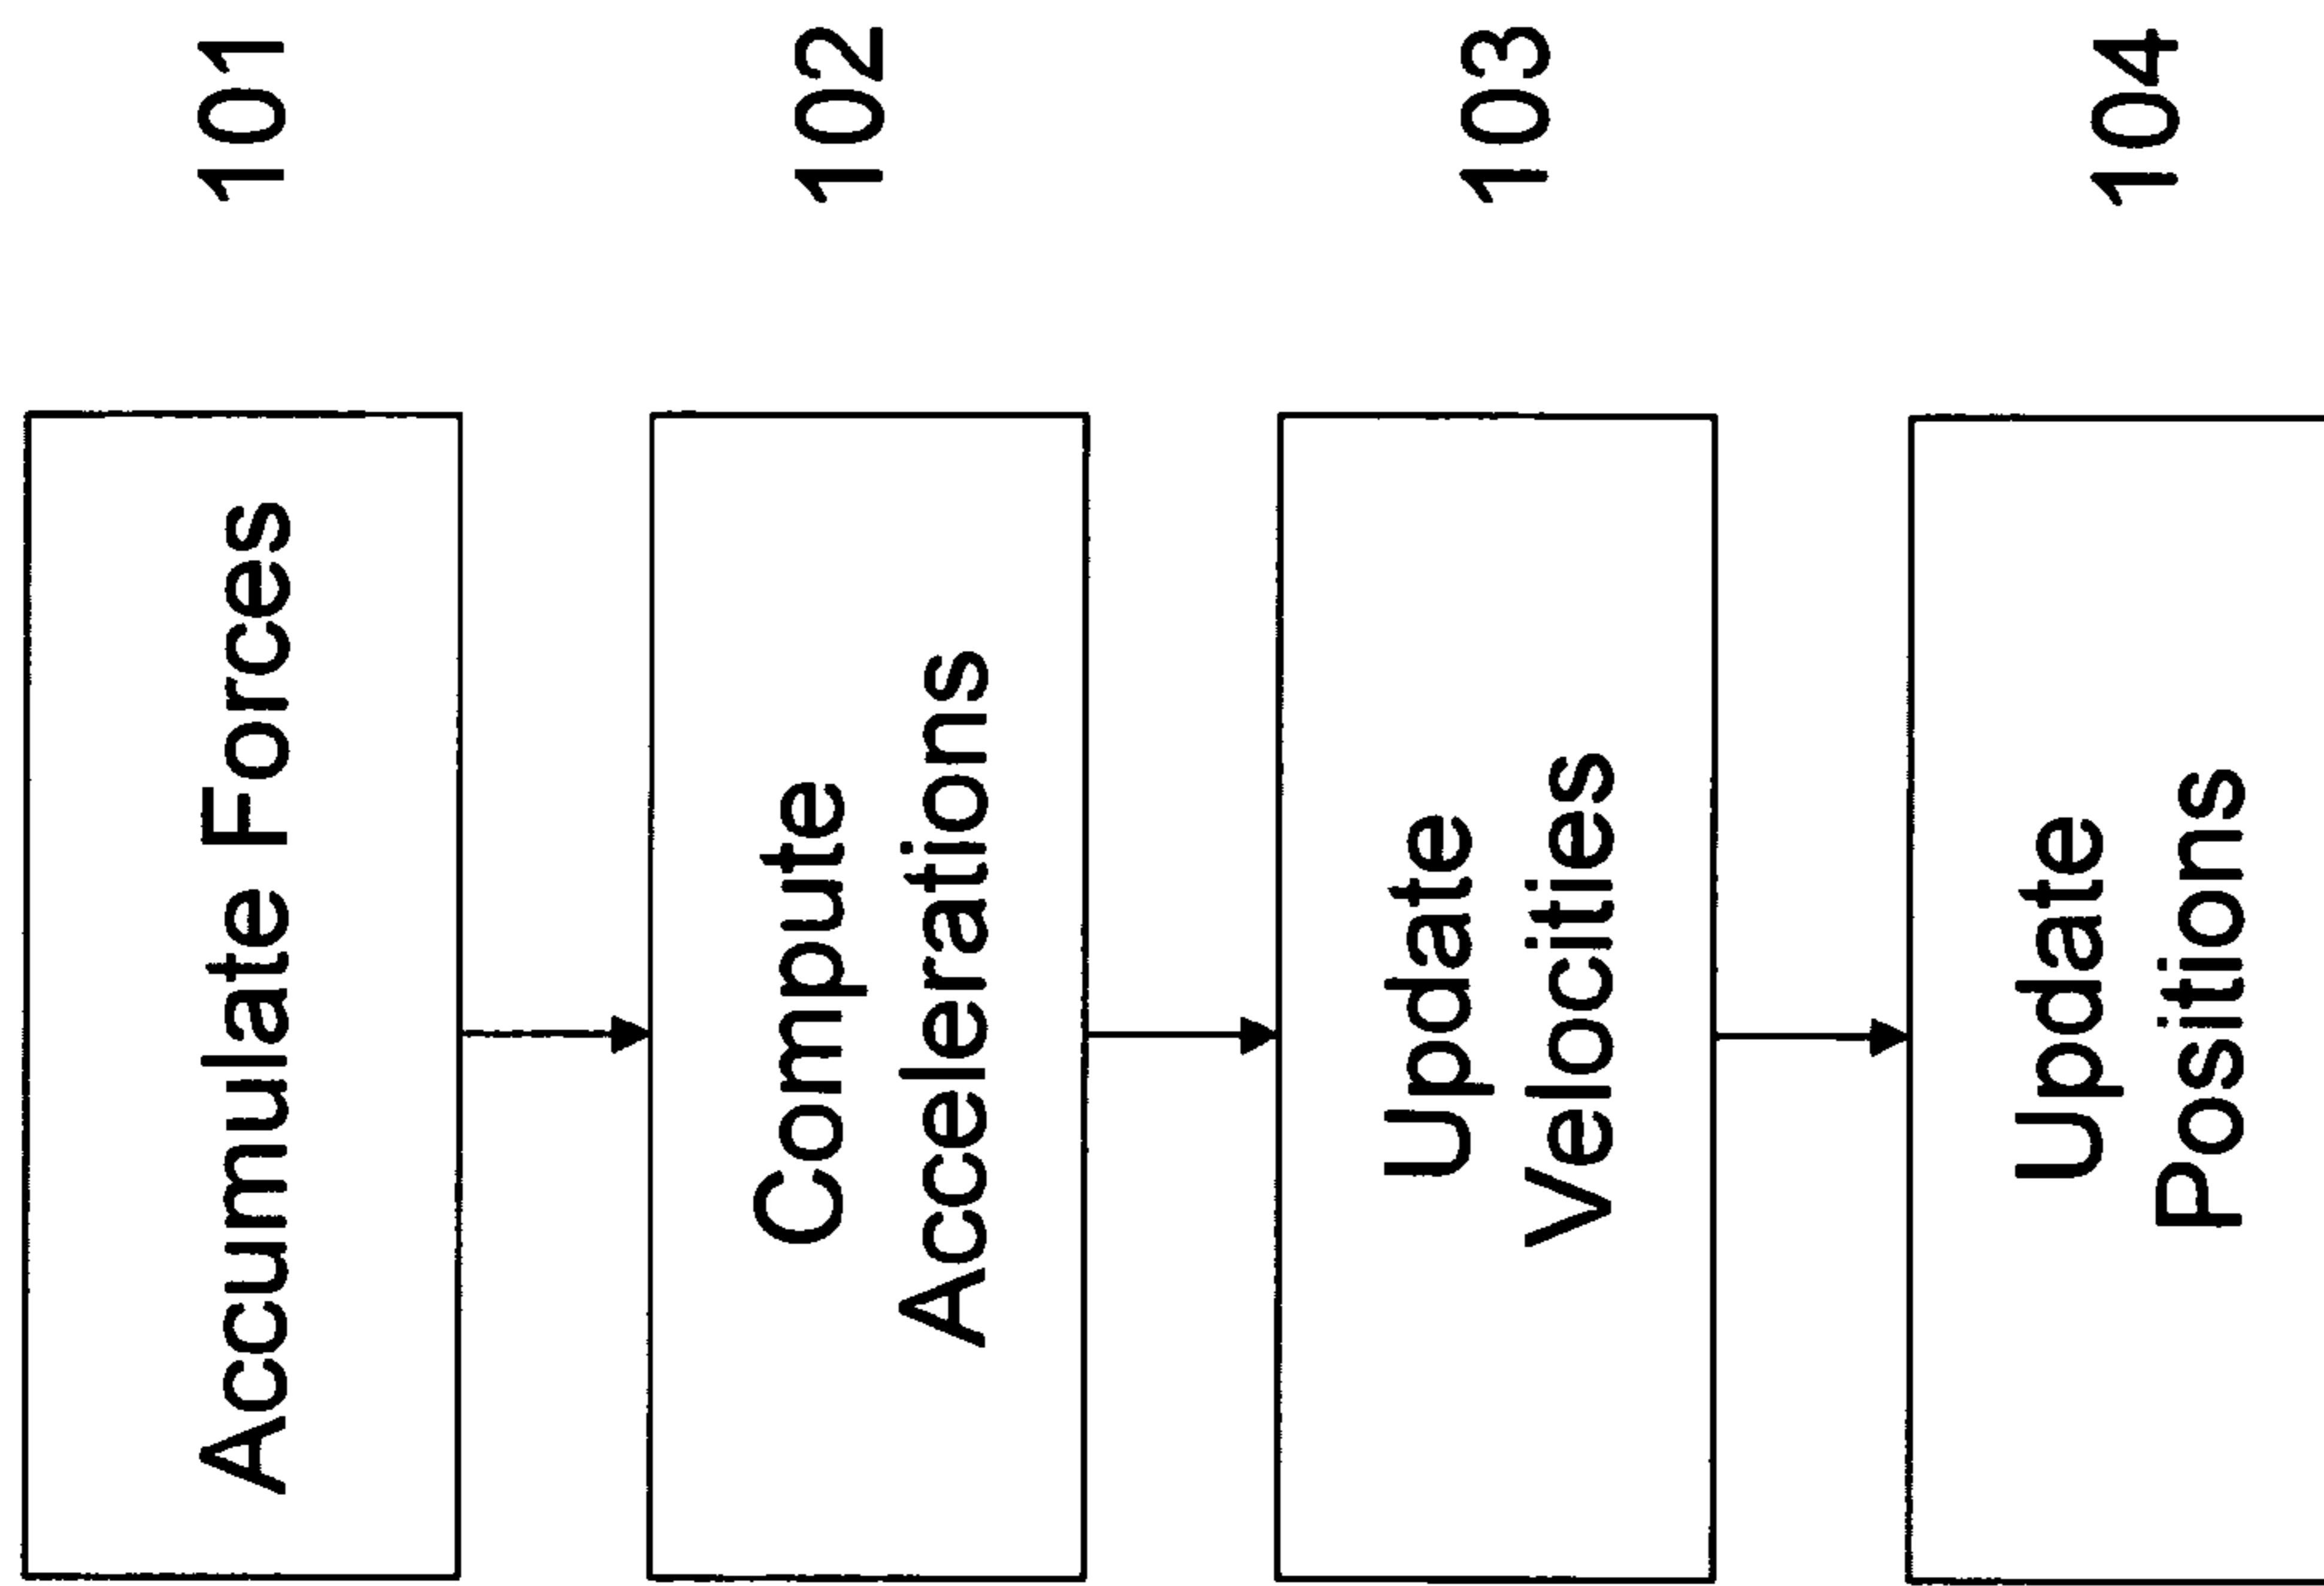 Accumulate Forces
101
Compute
Accelerations
102
Update
Velocities
103
Update
Positions
104